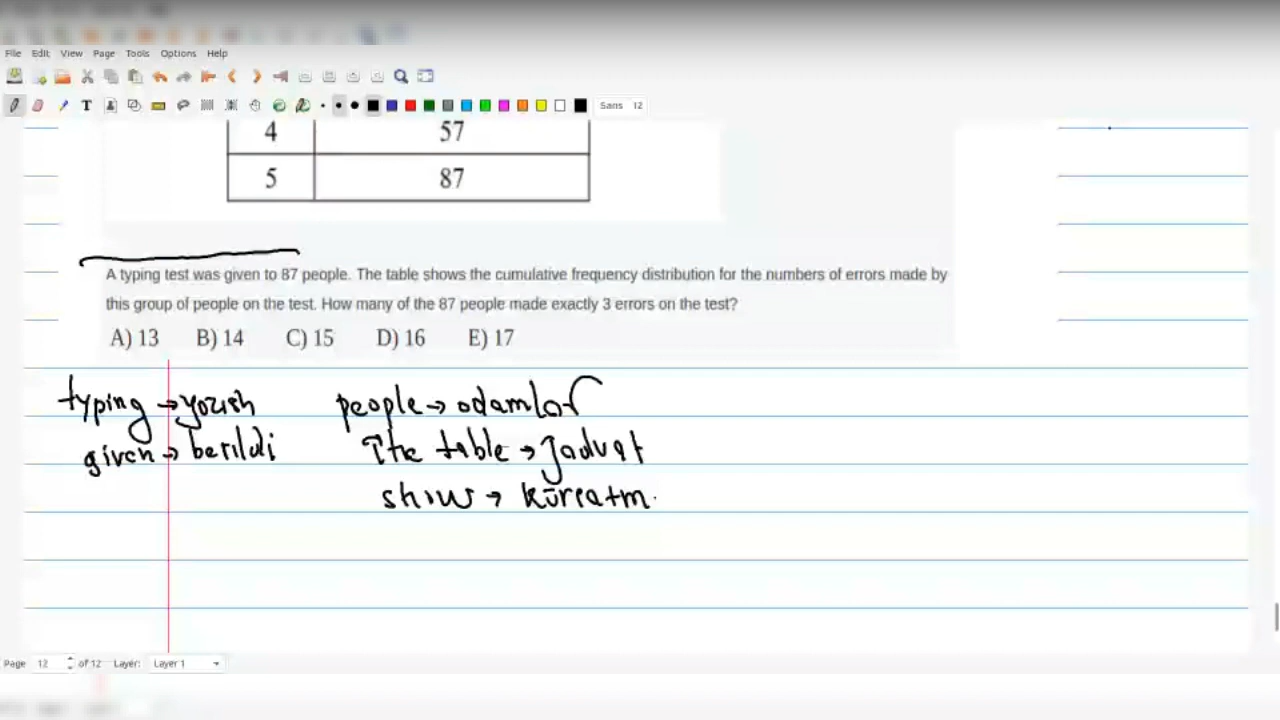 File Edit View Page Tools Options Help
Sans 12
4 57
5 87
A typing test was given to 87 people. The table shows the cumulative frequency distribution for the numbers of errors made by
this group of people on the test. How many of the 87 people made exactly 3 errors on the test?
A) 13 B) 14 C) 15 D) 16 E) 17
typing → yozish people → odamlar
given → berildi The table → Jadval
shows →
Page 12 of 12 Layer: Layer 1